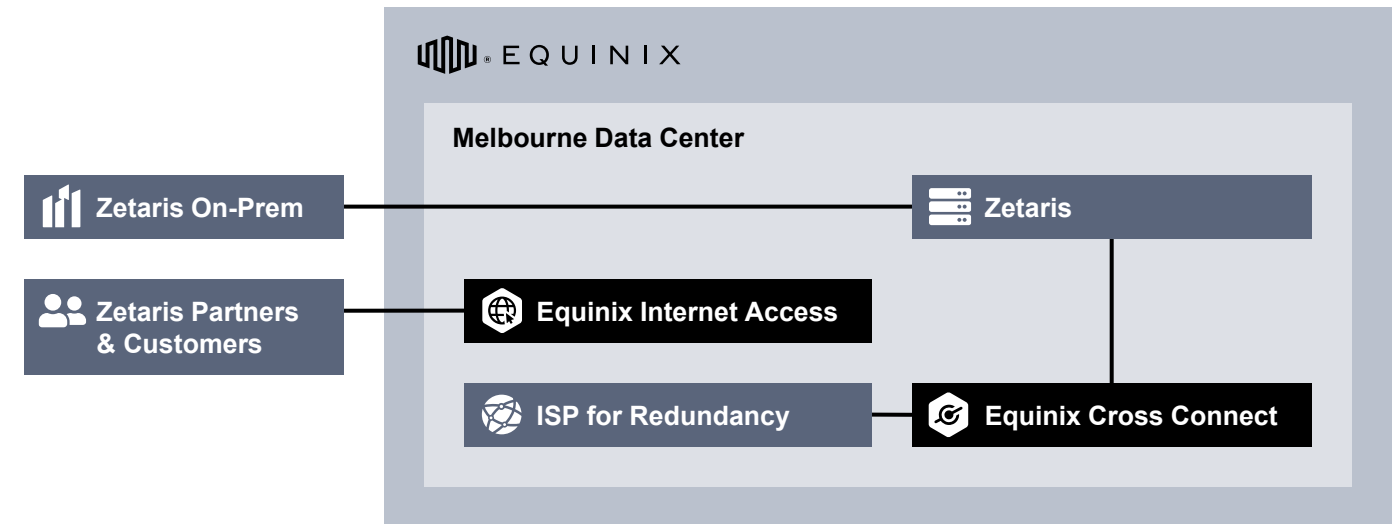 ® EQUINIX
Melbourne Data Center
Zetaris On-Prem
Zetaris
Zetaris Partners
& Customers
Equinix Internet Access
ISP for Redundancy
Equinix Cross Connect